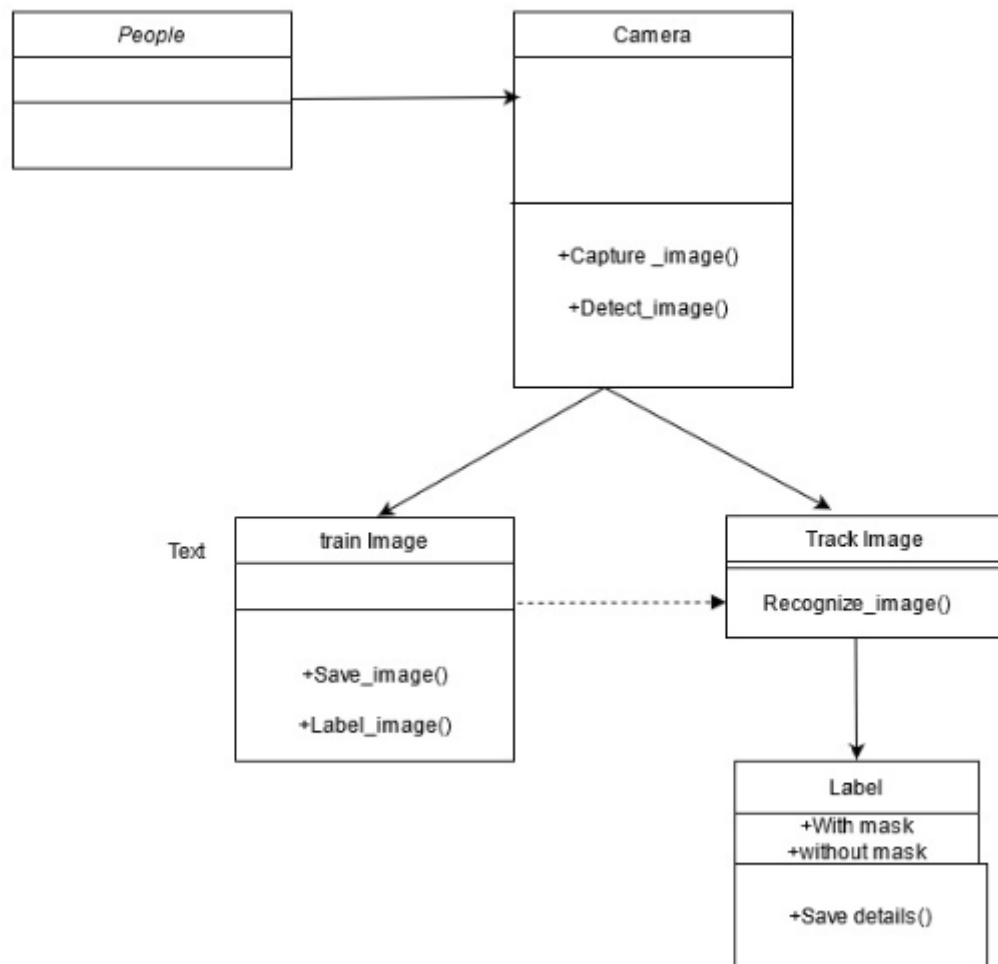 People
Camera
+Capture _image()
+Detect_image()
Text
train Image
Track Image
Recognize_image()
+Save_image()
+Label_image()
Label
+With mask
+without mask
+Save details()